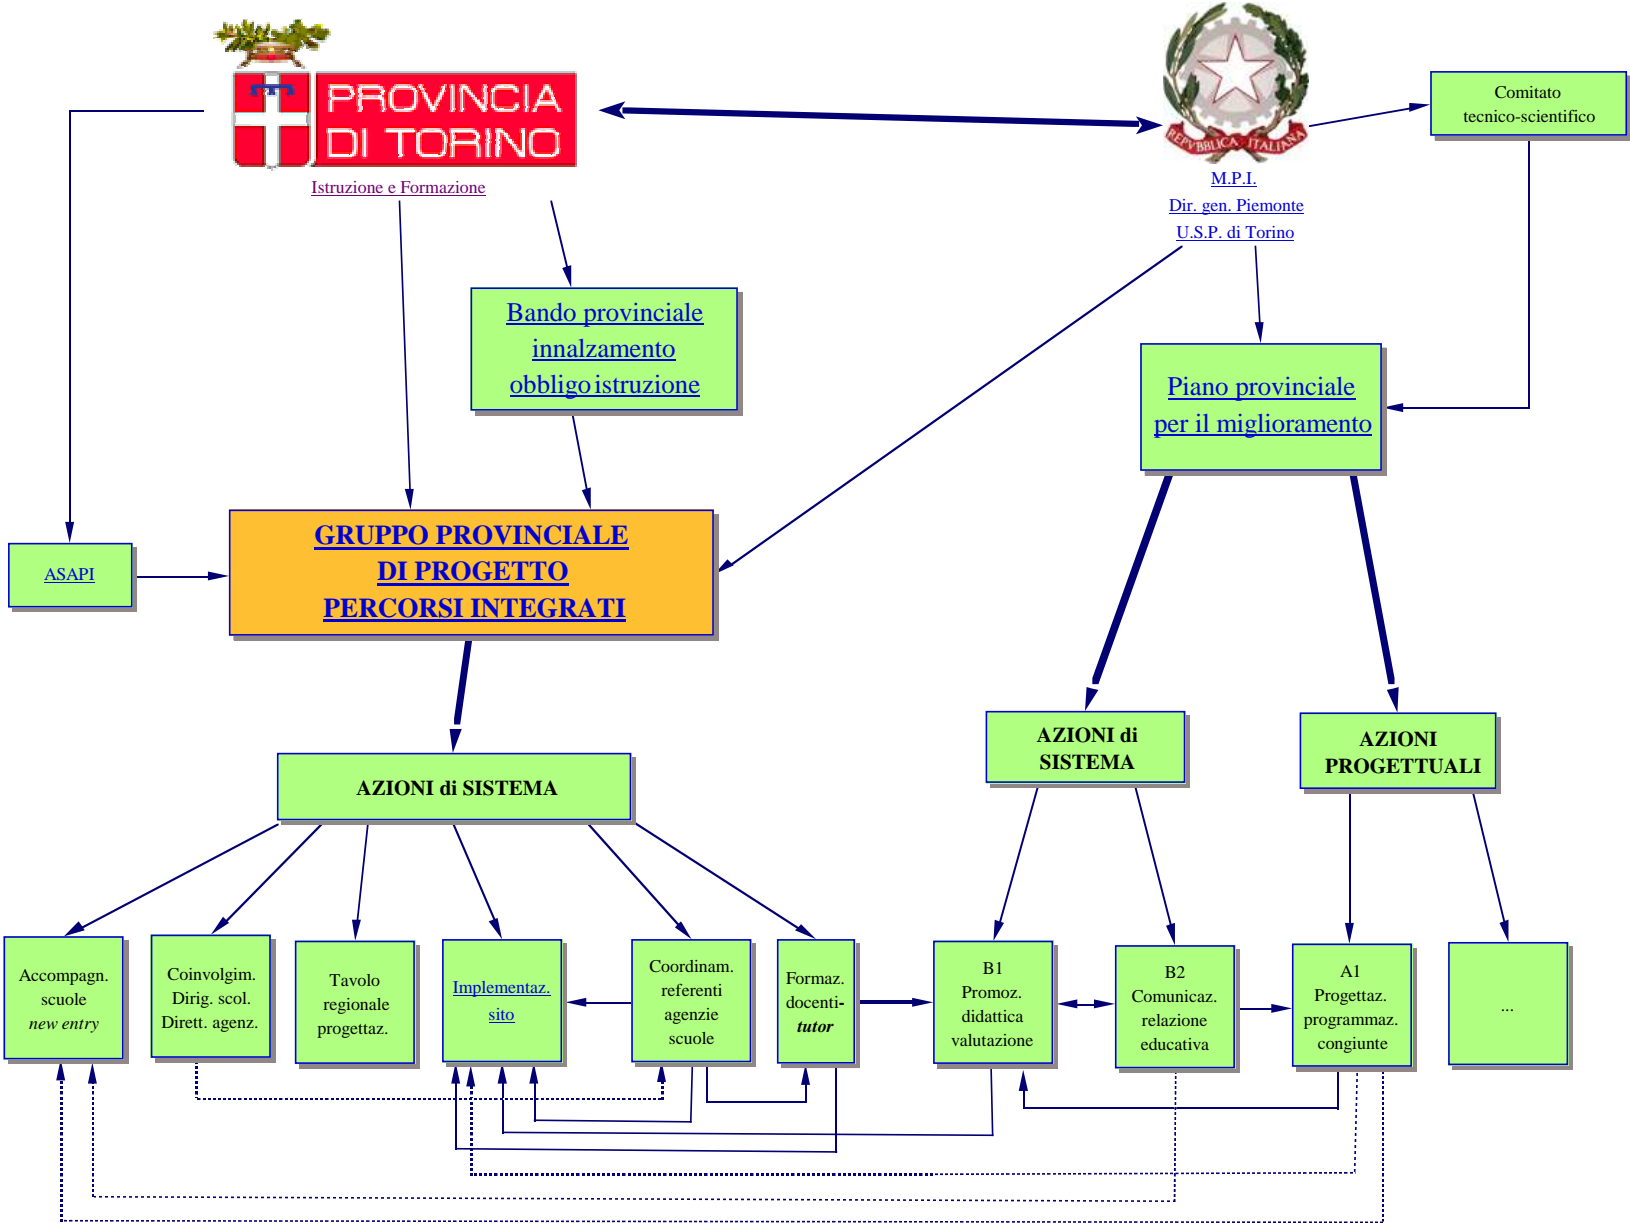 PROVINCIA
DI TORINO
Istruzione e Formazione
REPVBBLICA ITALIANA
M.P.I.
Dir. gen. Piemonte
U.S.P. di Torino
Comitato
tecnico-scientifico
Bando provinciale
innalzamento
obbligo istruzione
Piano provinciale
per il miglioramento
ASAPI
GRUPPO PROVINCIALE
DI PROGETTO
PERCORSI INTEGRATI
AZIONI di SISTEMA
AZIONI di
SISTEMA
AZIONI
PROGETTUALI
Accompagn.
scuole
new entry
Coinvolgim.
Dirig. scol.
Dirett. agenz.
Tavolo
regionale
progettaz.
Implementaz.
sito
Coordinam.
referenti
agenzie
scuole
Formaz.
docenti-
tutor
B1
Promoz.
didattica
valutazione
B2
Comunicaz.
relazione
educativa
A1
Progettaz.
programmaz.
congiunte
...